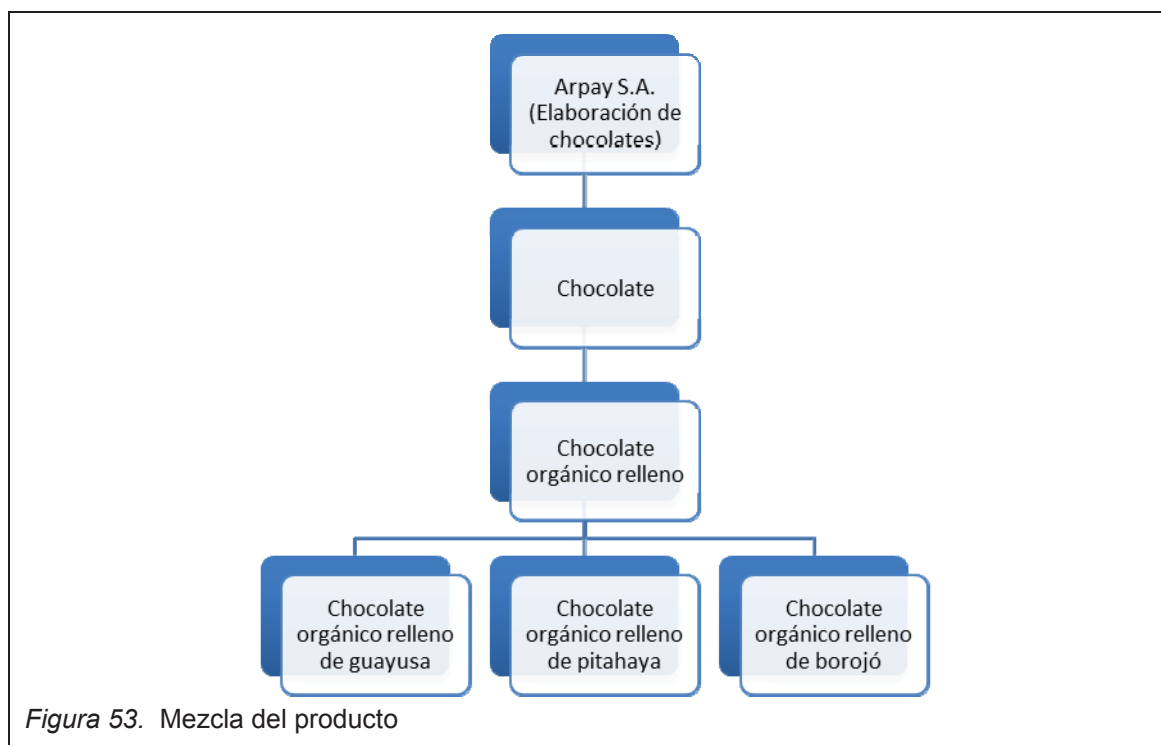 Arpay S.A.
(Elaboración de
chocolates)
Chocolate
Chocolate
orgánico relleno
Chocolate
orgánico relleno
de guayusa
Chocolate
orgánico relleno
de pitahaya
Chocolate
orgánico relleno
de borojó
Figura 53. Mezcla del producto